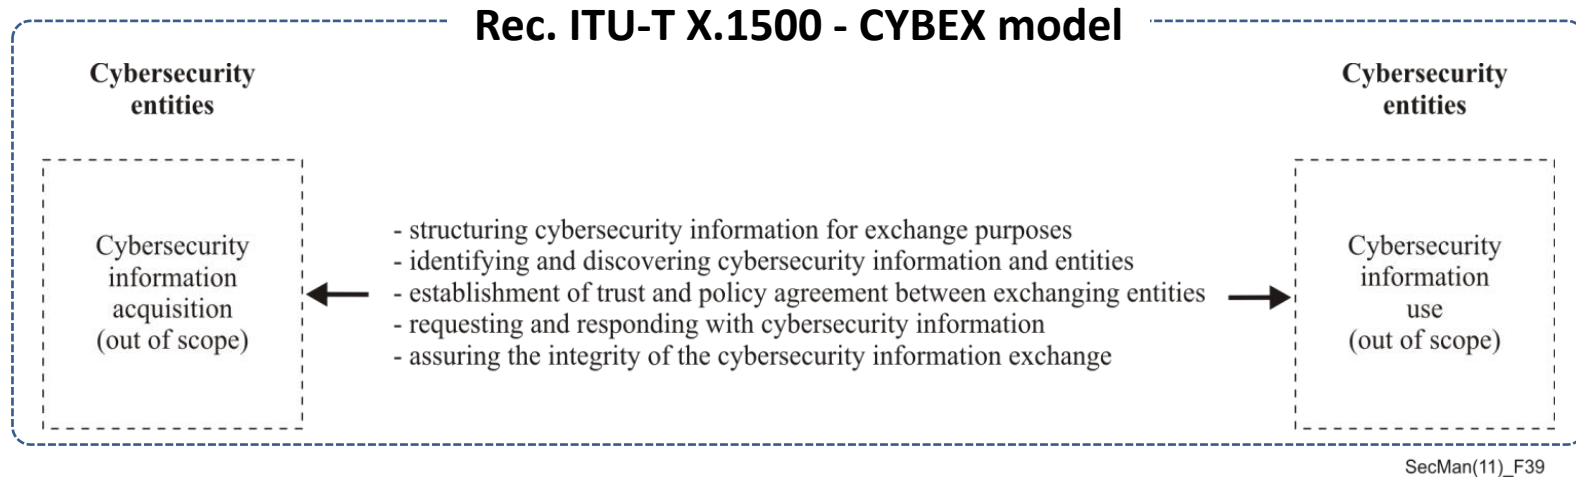 Rec. ITU-T X.1500 - CYBEX model
Cybersecurity
entities
Cybersecurity
entities
Cybersecurity
information
acquisition
(out of scope)
- structuring cybersecurity information for exchange purposes
- identifying and discovering cybersecurity information and entities
- establishment of trust and policy agreement between exchanging entities
- requesting and responding with cybersecurity information
- assuring the integrity of the cybersecurity information exchange
Cybersecurity
information
use
(out of scope)
SecMan(11)_F39